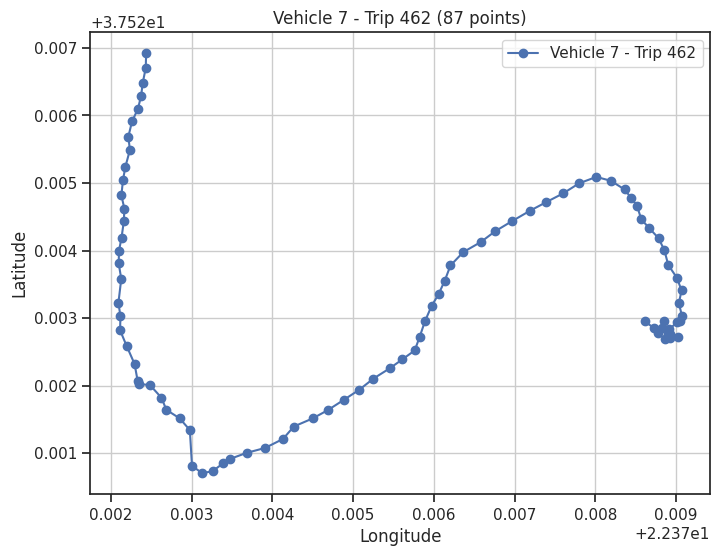 Vehicle 7 - Trip 462 (87 points)
+3.752e1
Vehicle 7 - Trip 462
0.007
0.006
0.005
0.004
0.003
0.002
0.001
Latitude
0.002 0.003 0.004 0.005 0.006 0.007 0.008 0.009
+2.237e1
Longitude